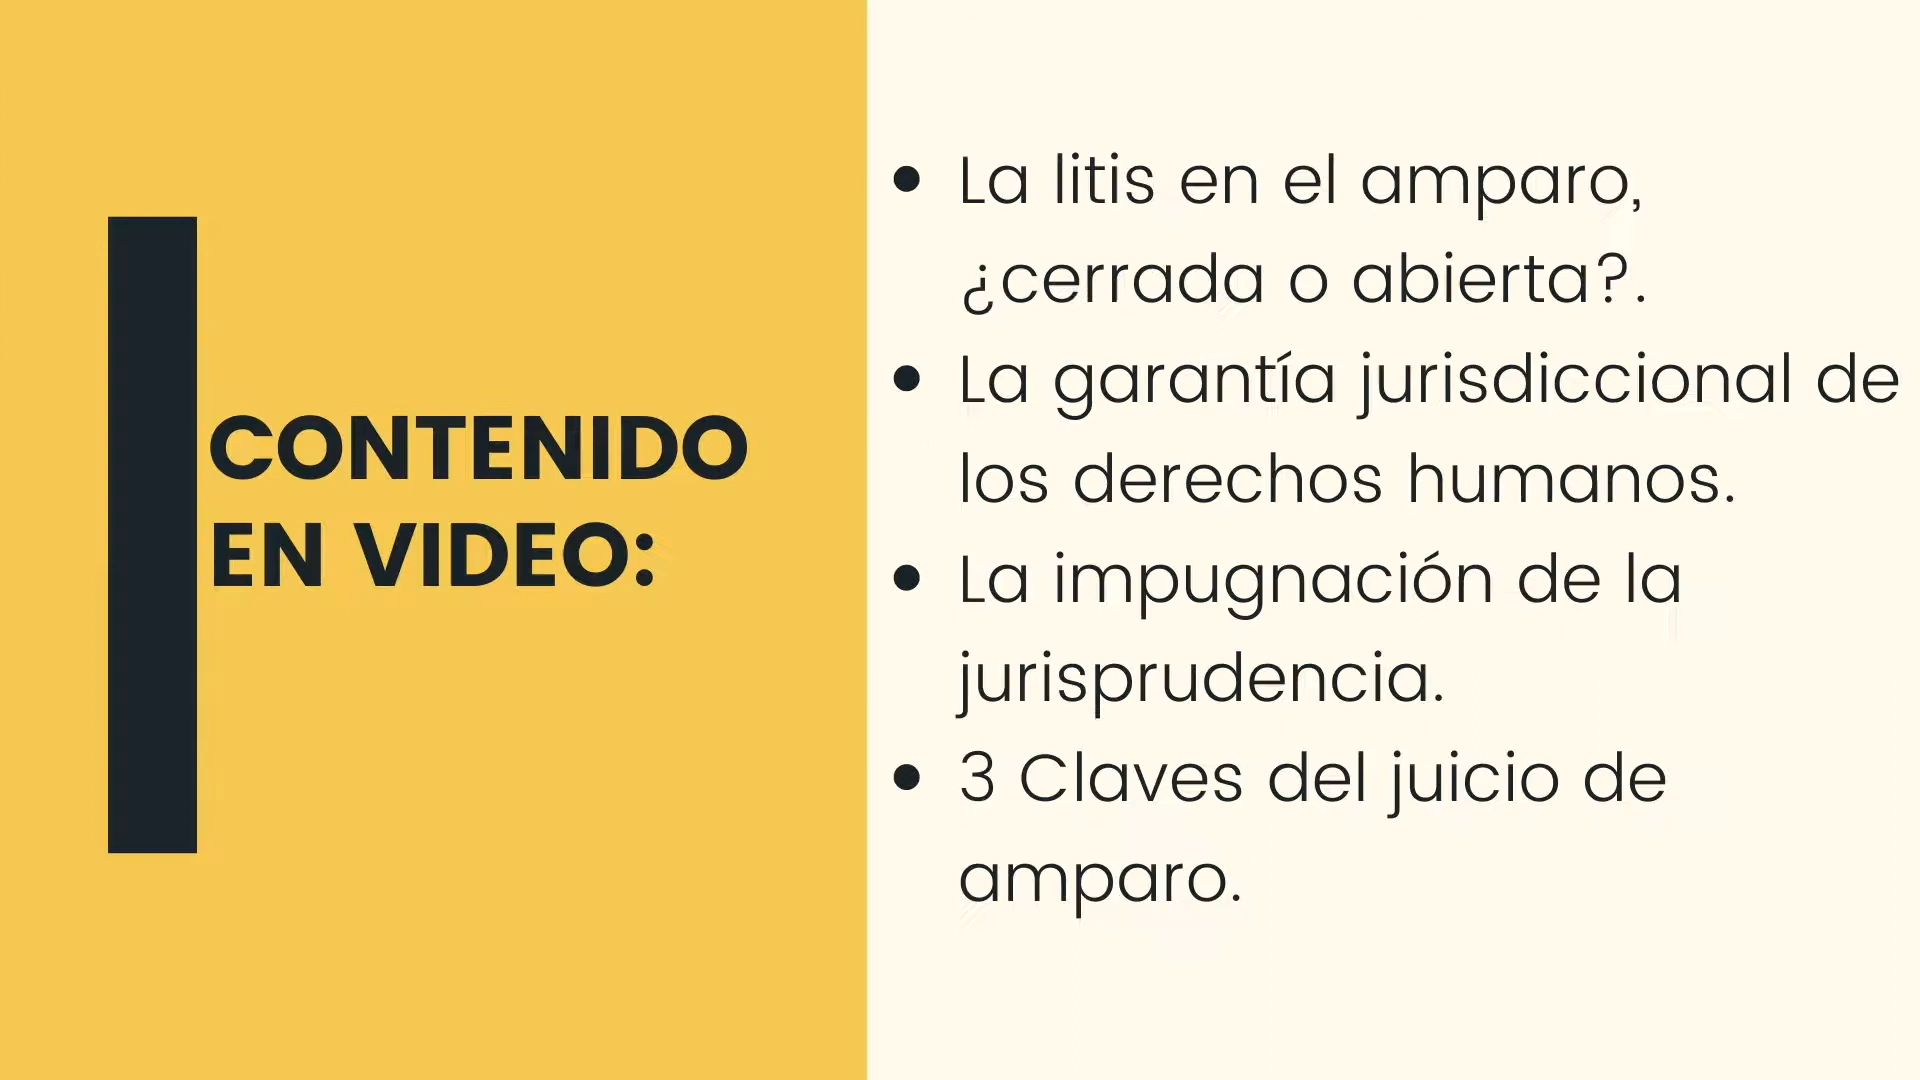 CONTENIDO
EN VIDEO:
• La litis en el amparo,
¿cerrada o abierta?.
• La garantía jurisdiccional de
los derechos humanos.
• La impugnación de la
jurisprudencia.
• 3 Claves del juicio de
amparo.